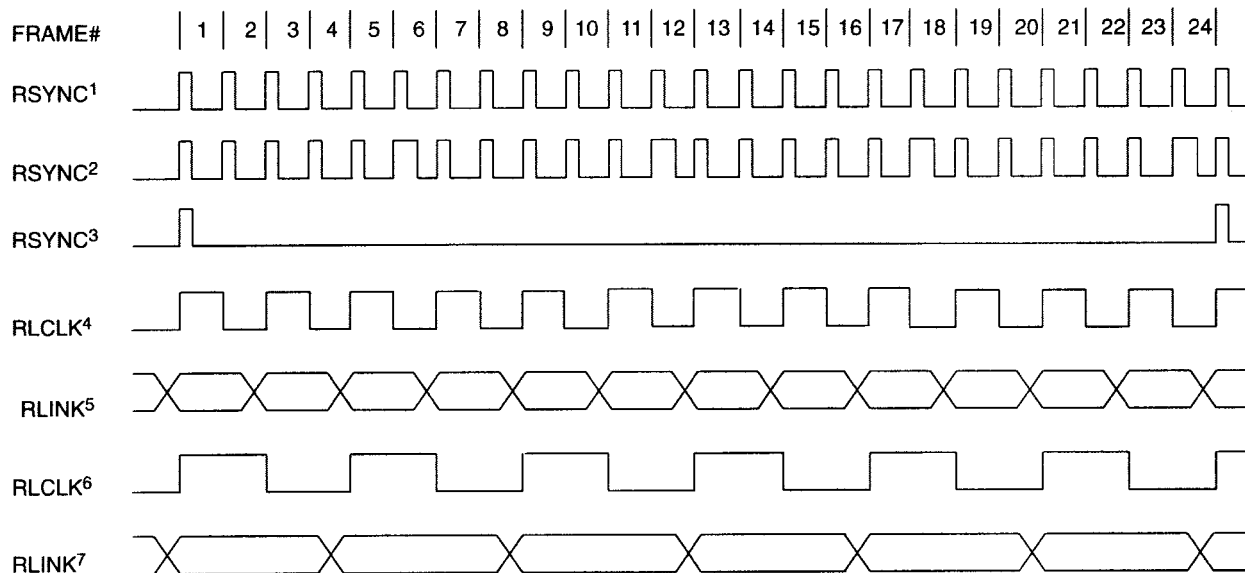 FRAME# 1 2 3 4 5 6 7 8 9 10 11 12 13 14 15 16 17 18 19 20 21 22 23 24
RSYNC¹
RSYNC²
RSYNC³
RLCLK⁴
RLINK⁵
RLCLK⁶
RLINK⁷